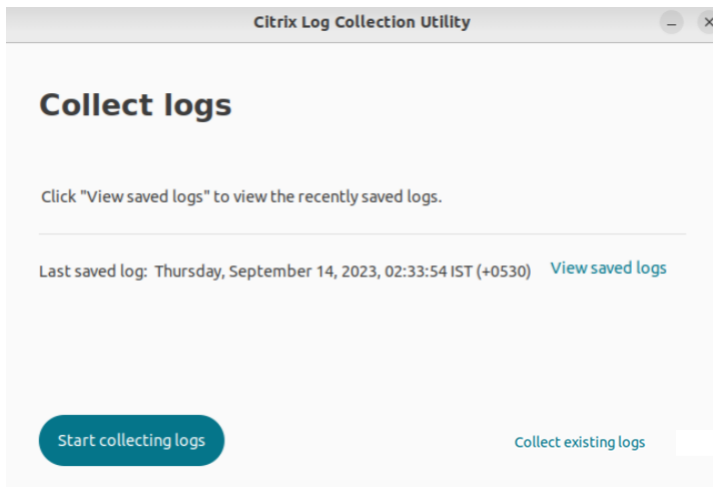 Citrix Log Collection Utility
Collect logs
Click "View saved logs" to view the recently saved logs.
Last saved log: Thursday, September 14, 2023, 02:33:54 IST (+0530) View saved logs
Start collecting logs
Collect existing logs